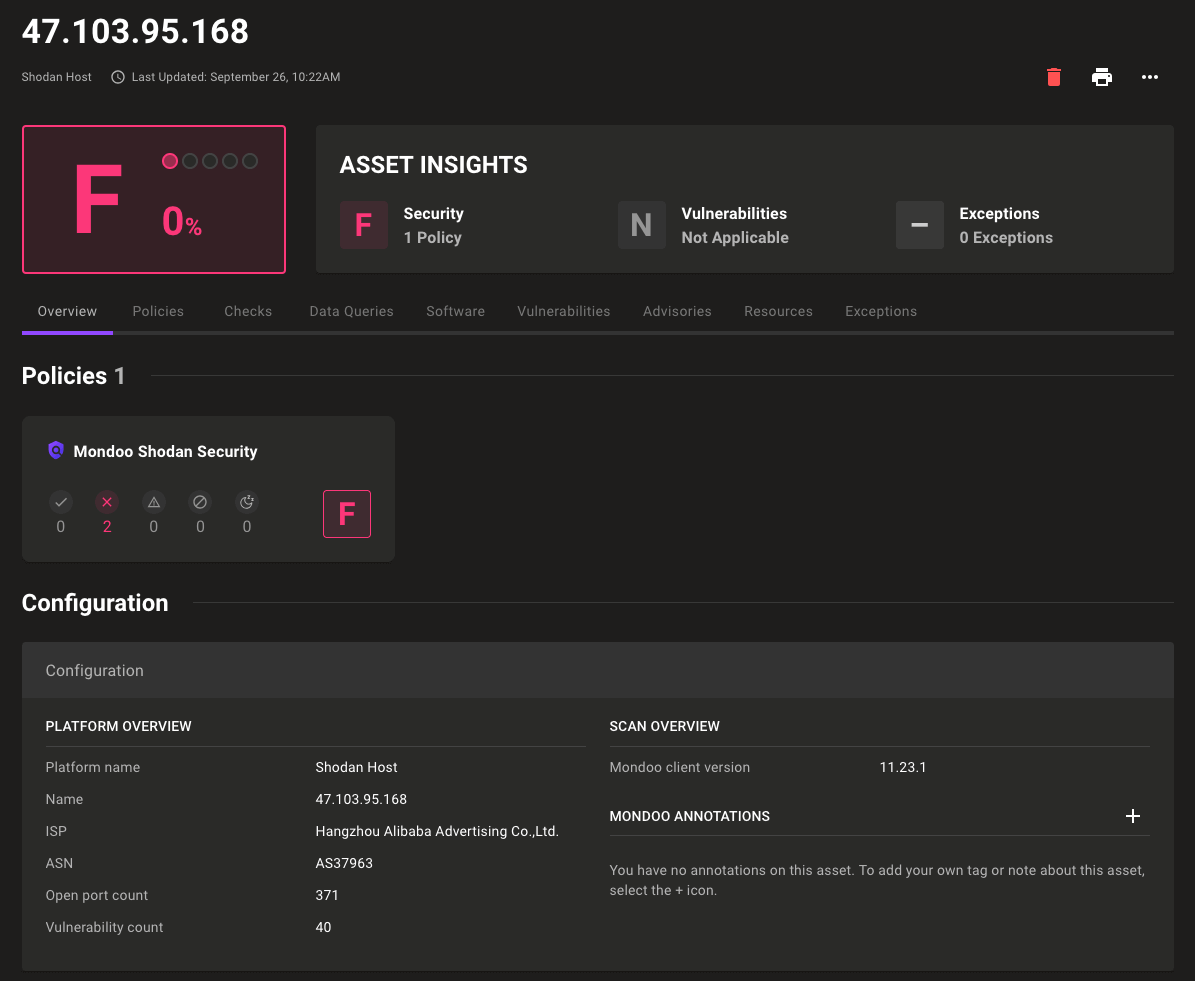 47.103.95.168
Shodan Host Last Updated: September 26, 10:22AM
F
0%
ASSET INSIGHTS
F Security N Vulnerabilities – Exceptions
1 Policy Not Applicable 0 Exceptions
Overview Policies Checks Data Queries Software Vulnerabilities Advisories Resources Exceptions
Policies 1
Mondoo Shodan Security
0 2 0 0 0 F
Configuration
Configuration
PLATFORM OVERVIEW
Platform name Shodan Host
Name 47.103.95.168
ISP Hangzhou Alibaba Advertising Co.,Ltd.
ASN AS37963
Open port count 371
Vulnerability count 40
SCAN OVERVIEW
Mondoo client version 11.23.1
MONDOO ANNOTATIONS +
You have no annotations on this asset. To add your own tag or note about this asset,
select the + icon.